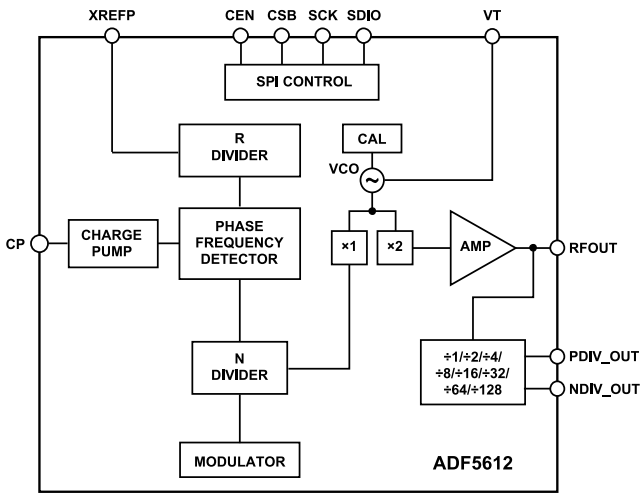 XREFP
CEN
CSB
SCK
SDIO
VT
SPI CONTROL
R
DIVIDER
CAL
VCO
~
CP
CHARGE
PUMP
PHASE
FREQUENCY
DETECTOR
×1
×2
AMP
RFOUT
N
DIVIDER
÷1/÷2/÷4/
÷8/÷16/÷32/
÷64/÷128
PDIV_OUT
NDIV_OUT
MODULATOR
ADF5612